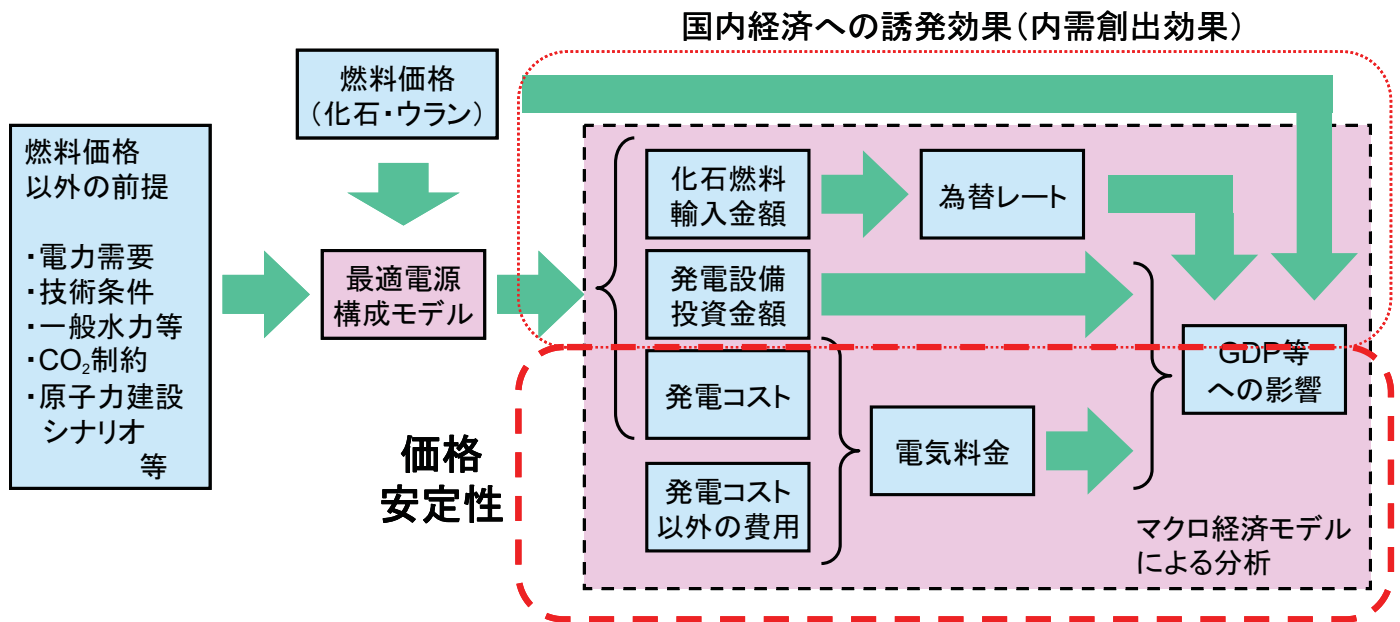 国内経済への誘発効果(内需創出効果)
燃料価格
(化石・ウラン)
燃料価格
以外の前提
・電力需要
・技術条件
・一般水力等
・CO₂制約
・原子力建設
シナリオ
等
最適電源
構成モデル
化石燃料
輸入金額
為替レート
発電設備
投資金額
発電コスト
発電コスト
以外の費用
電気料金
GDP等
への影響
価格
安定性
マクロ経済モデル
による分析